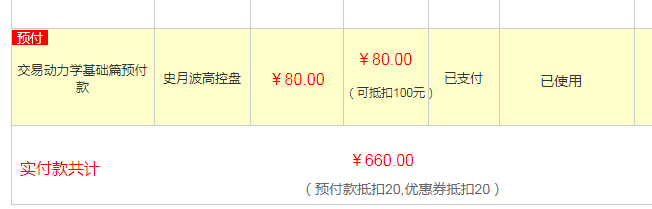 预付
交易动力学基础篇预付
款
史月波高控盘
￥80.00
￥80.00
（可抵扣100元）
已支付
已使用
实付款共计
￥660.00
（预付款抵扣20,优惠券抵扣20）